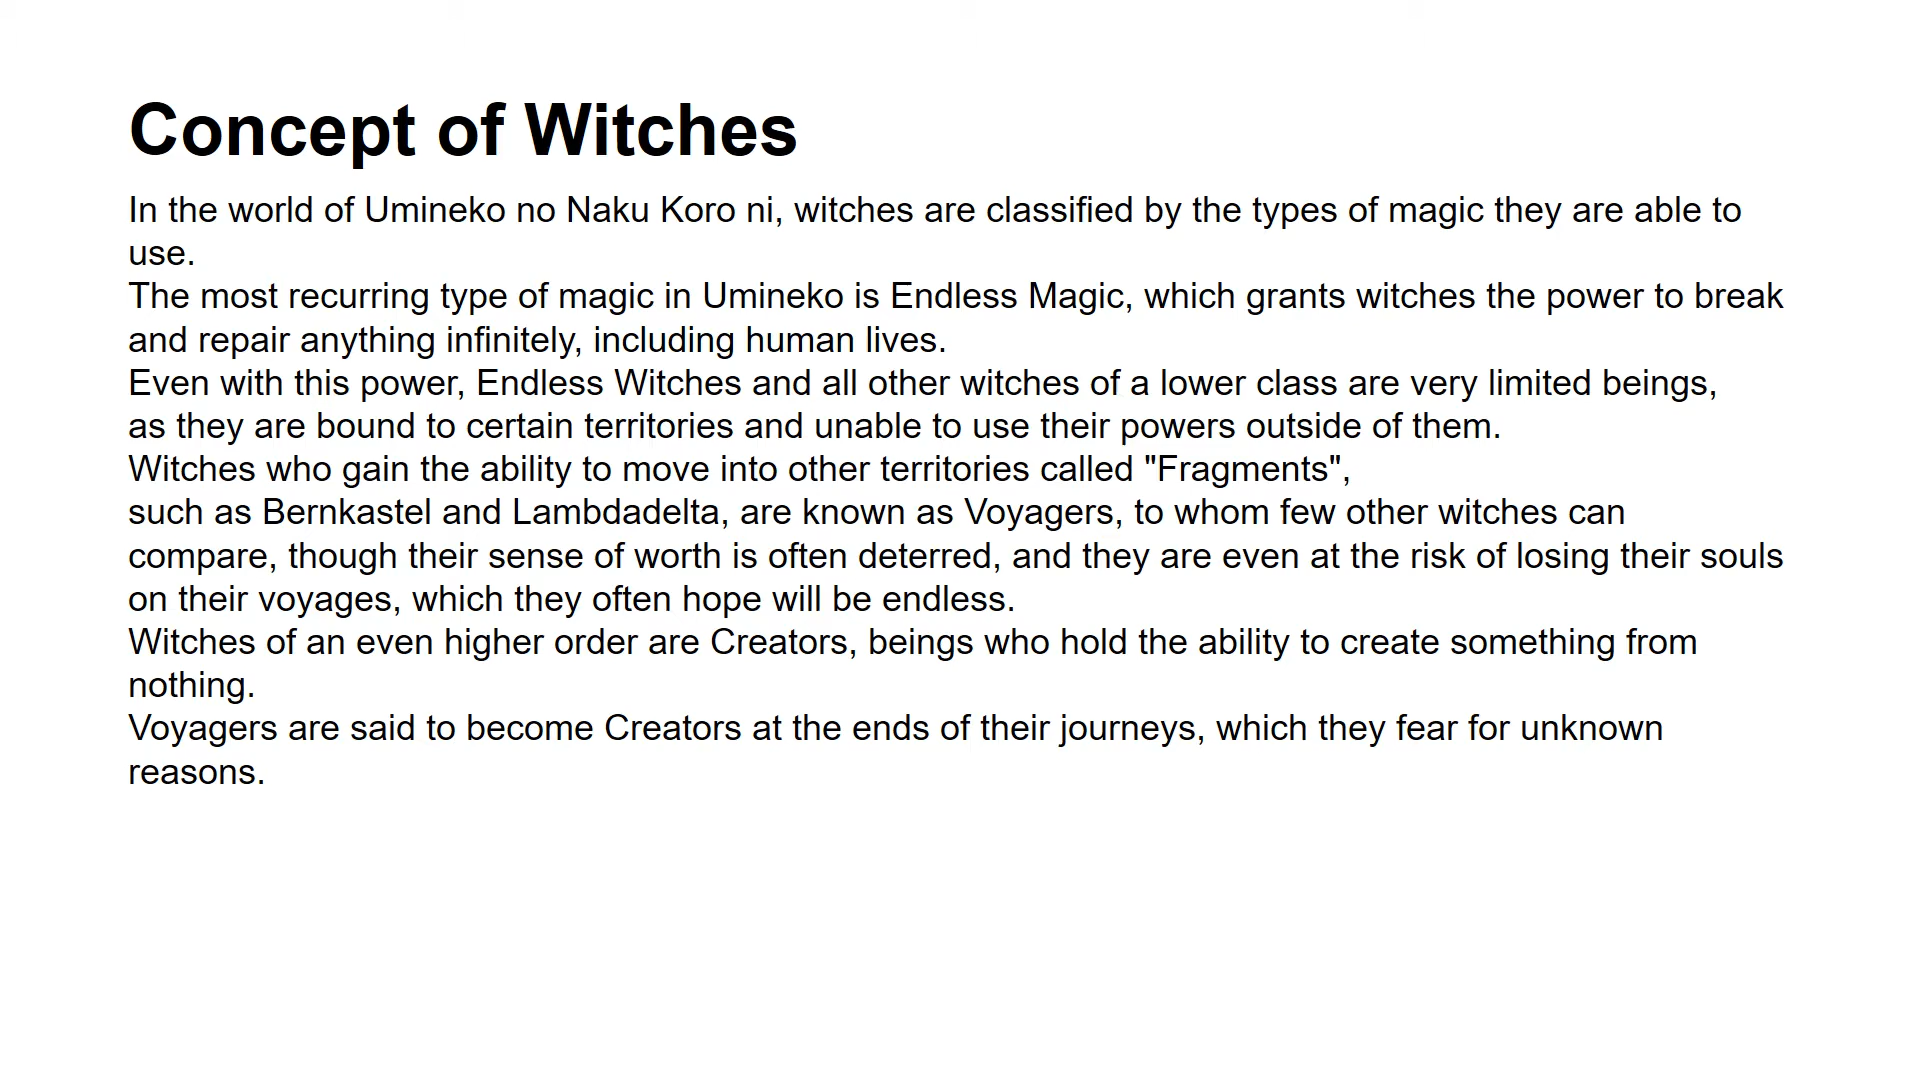 Concept of Witches
In the world of Umineko no Naku Koro ni, witches are classified by the types of magic they are able to
use.
The most recurring type of magic in Umineko is Endless Magic, which grants witches the power to break
and repair anything infinitely, including human lives.
Even with this power, Endless Witches and all other witches of a lower class are very limited beings,
as they are bound to certain territories and unable to use their powers outside of them.
Witches who gain the ability to move into other territories called "Fragments",
such as Bernkastel and Lambdadelta, are known as Voyagers, to whom few other witches can
compare, though their sense of worth is often deterred, and they are even at the risk of losing their souls
on their voyages, which they often hope will be endless.
Witches of an even higher order are Creators, beings who hold the ability to create something from
nothing.
Voyagers are said to become Creators at the ends of their journeys, which they fear for unknown
reasons.